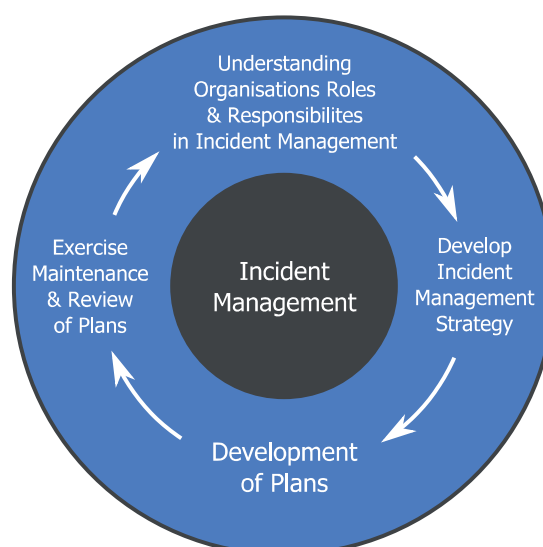 Understanding
Organisations Roles
& Responsibilites
in Incident Management
Develop
Incident
Management
Strategy
Development
of Plans
Exercise
Maintenance
& Review
of Plans
Incident
Management